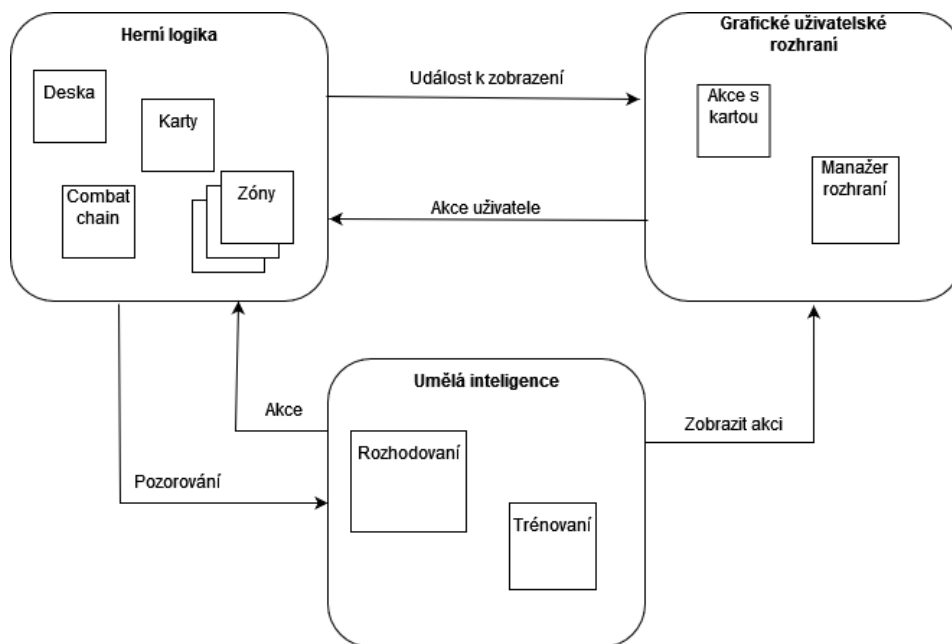 Herní logika
Deska
Karty
Combat
chain
Zóny
Událost k zobrazení
Akce uživatele
Grafické uživatelské
rozhraní
Akce s
kartou
Manažer
rozhraní
Umělá inteligence
Rozhodovaní
Trénovaní
Akce
Pozorování
Zobrazit akci